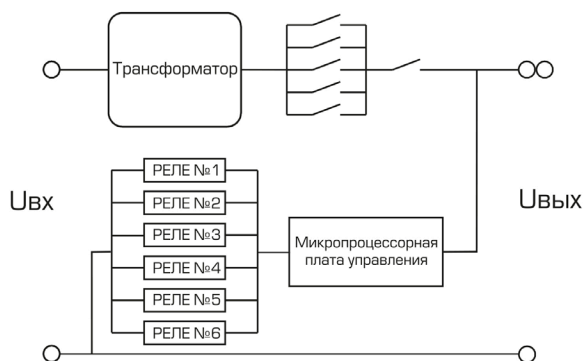 Трансформатор
Uвх
РЕЛЕ №1
РЕЛЕ №2
РЕЛЕ №3
РЕЛЕ №4
РЕЛЕ №5
РЕЛЕ №6
Микропроцессорная
плата управления
Uвых